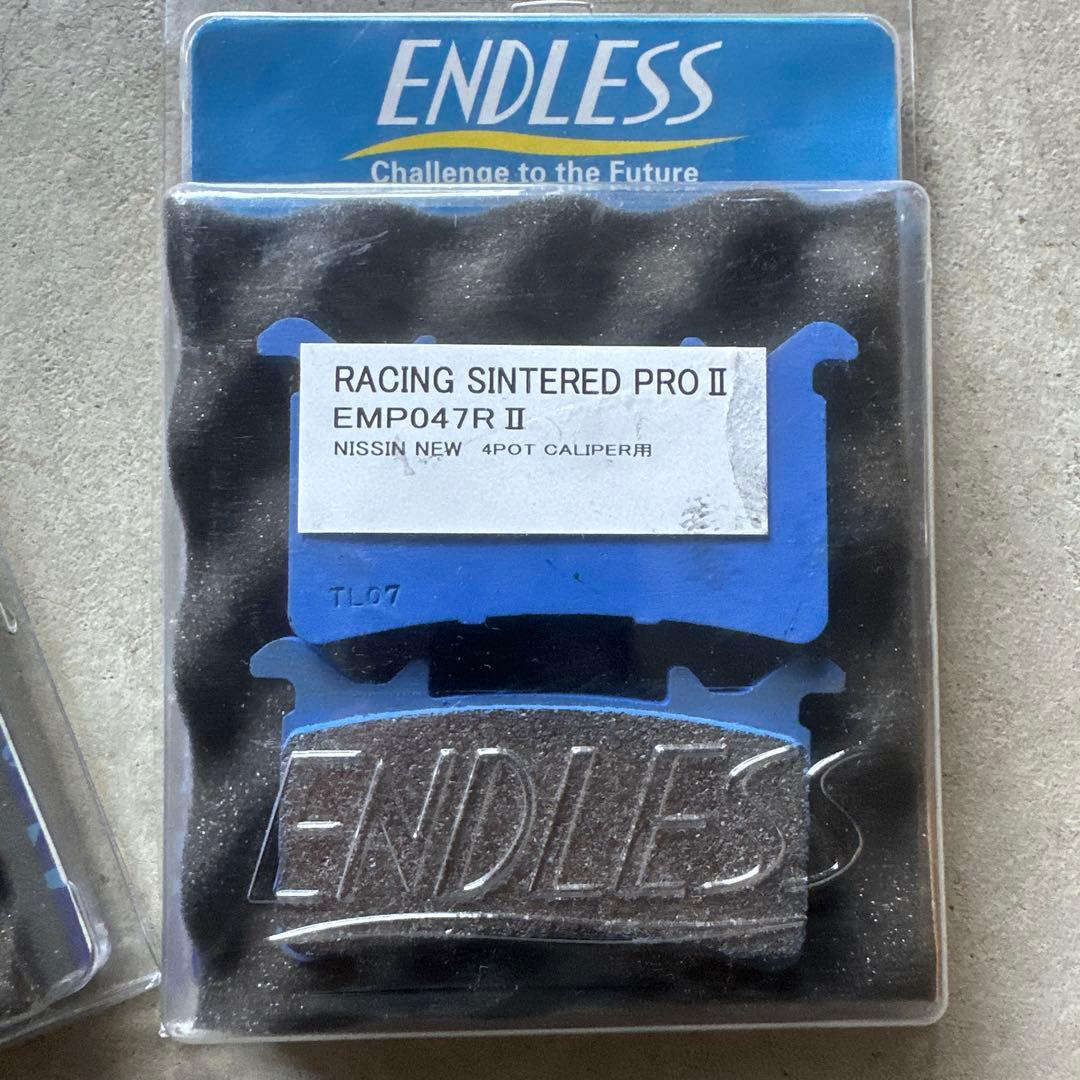 ENDLESS
Challenge to the Future
RACING SINTERED PRO II
EMP047R II
NISSIN NEW 4POT CALIPER用
TL07
ENDLESS